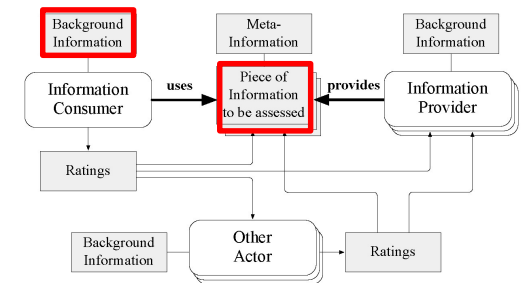 Background
Information
Meta-
Information
Background
Information
Information
Consumer
uses
Piece of
Information
to be assessed
provides
Information
Provider
Ratings
Background
Information
Other
Actor
Ratings